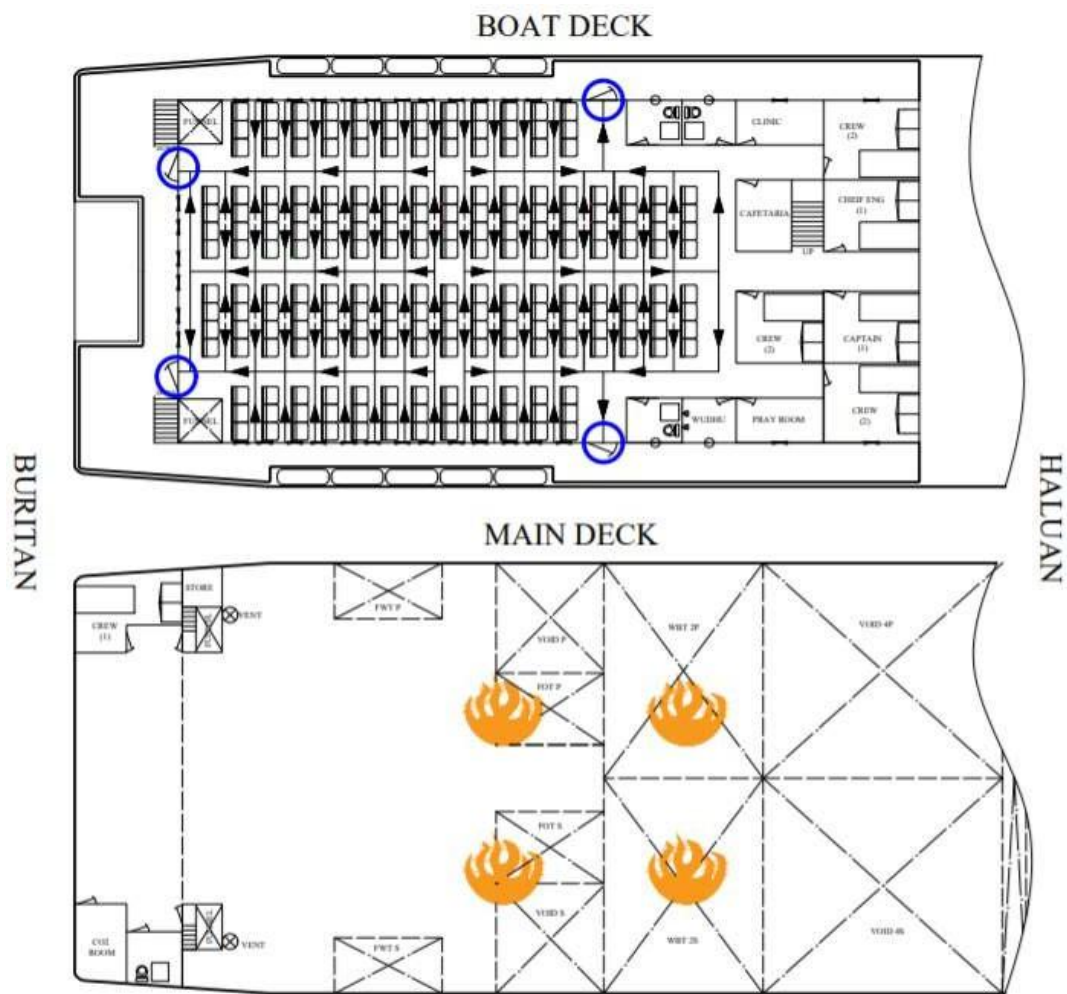 BOAT DECK
FUNNEL
CLINIC
CREW
(2)
CAFETARIA
CHEIF ENG
(1)
UP
CREW
(2)
CAPTAIN
(1)
FUNNEL
WUDHU
PRAY ROOM
CREW
(2)
BURITAN
HALUAN
MAIN DECK
STORE
VENT
CREW
(1)
FWT P
VOID P
WBT 2P
VOID 4P
FOT P
FOT S
VOID S
WBT 2S
VOID 4S
CO2
ROOM
VENT
FWT S